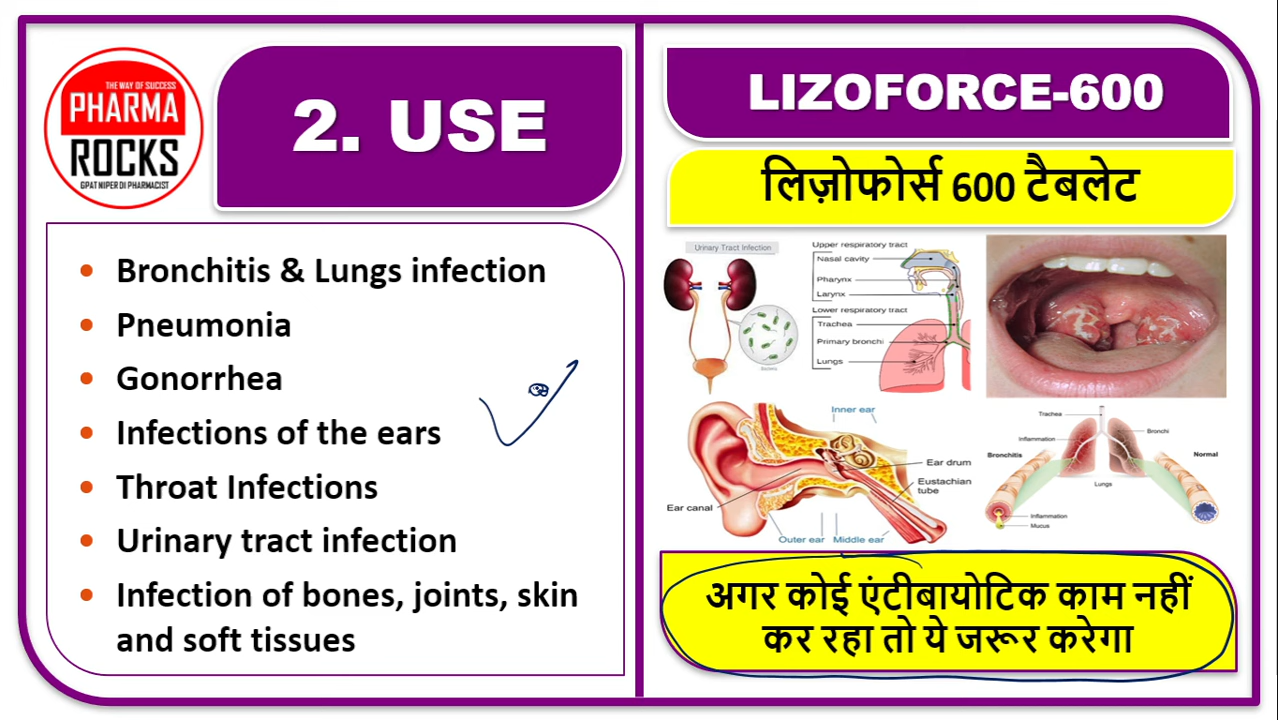 THE WAY OF SUCCESS
PHARMA
ROCKS
GPAT NIPER DI PHARMACIST
2. USE
• Bronchitis & Lungs infection
• Pneumonia
• Gonorrhea
• Infections of the ears
• Throat Infections
• Urinary tract infection
• Infection of bones, joints, skin
and soft tissues
LIZOFORCE-600
लिज़ोफोर्स 600 टैबलेट
Urinary Tract Infection
Bacteria
Upper respiratory tract
Nasal cavity
Pharynx
Larynx
Lower respiratory tract
Trachea
Primary bronchi
Lungs
Inner ear
Ear drum
Eustachian
tube
Ear canal
Outer ear
Middle ear
Trachea
Inflammation
Bronchi
Bronchitis
Normal
Lungs
Inflammation
Mucus
अगर कोई एंटीबायोटिक काम नहीं
कर रहा तो ये जरूर करेगा